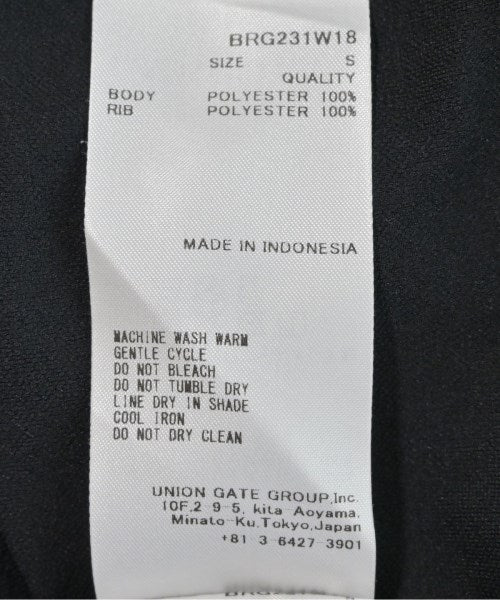 BRG231W18
SIZE S
QUALITY
BODY POLYESTER 100%
RIB POLYESTER 100%
MADE IN INDONESIA
MACHINE WASH WARM
GENTLE CYCLE
DO NOT BLEACH
DO NOT TUMBLE DRY
LINE DRY IN SHADE
COOL IRON
DO NOT DRY CLEAN
UNION GATE GROUP,Inc.
10F,2-9-5, kita Aoyama,
Minato-Ku,Tokyo,Japan
+81 3-6427-3901